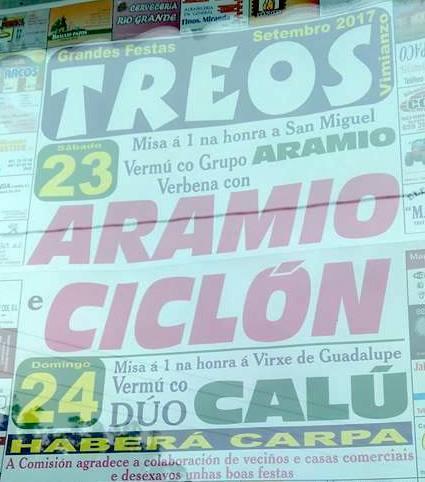 CERVECERIA
RIO GRANDE
Grandes Festas
Setembro 2017
TREOS
Vimianzo
Sábado
23
Misa á 1 na honra a San Miguel
Vermú co Grupo ARAMIO
Verbena con
ARAMIO
e CICLÓN
Domingo
24
Misa á 1 na honra á Virxe de Guadalupe
Vermú co
DÚO CALÚ
HABERÁ CARPA
A Comisión agradece a colaboración de veciños e casas comerciais
e desexavos unhas boas festas